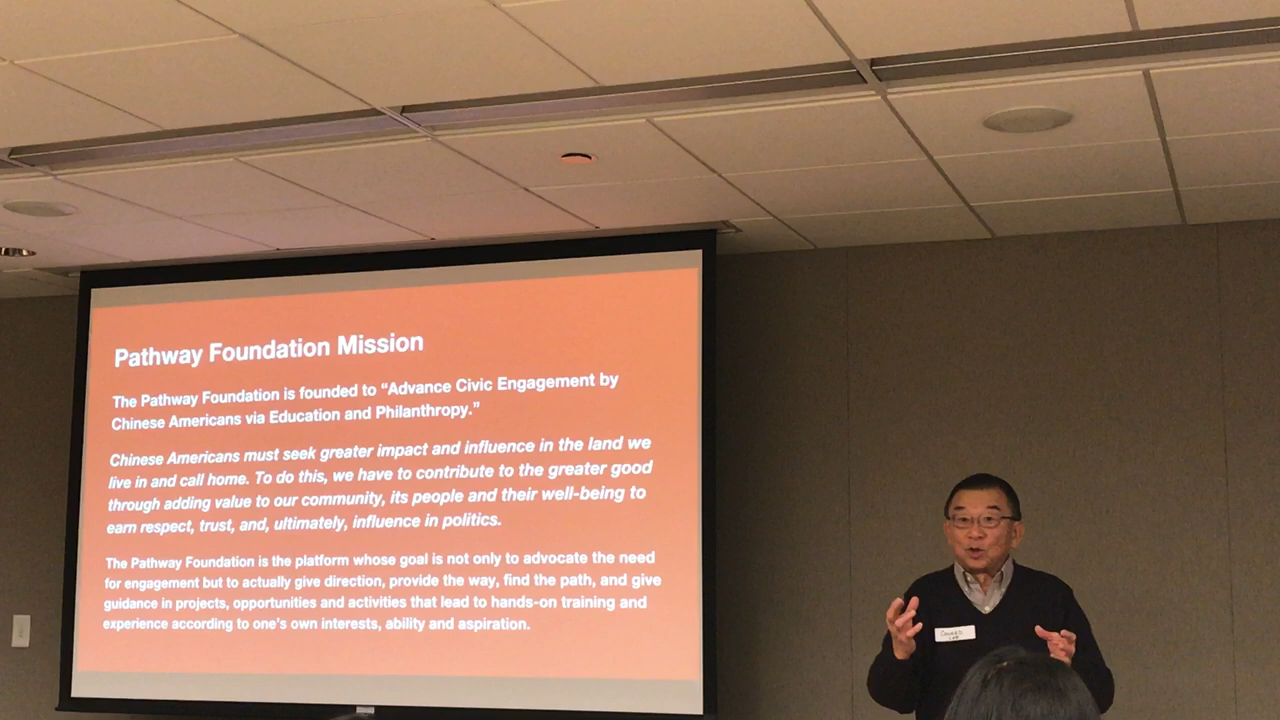 Pathway Foundation Mission
The Pathway Foundation is founded to “Advance Civic Engagement by
Chinese Americans via Education and Philanthropy.”
Chinese Americans must seek greater impact and influence in the land we
live in and call home. To do this, we have to contribute to the greater good
through adding value to our community, its people and their well-being to
earn respect, trust, and, ultimately, influence in politics.
The Pathway Foundation is the platform whose goal is not only to advocate the need
for engagement but to actually give direction, provide the way, find the path, and give
guidance in projects, opportunities and activities that lead to hands-on training and
experience according to one's own interests, ability and aspiration.